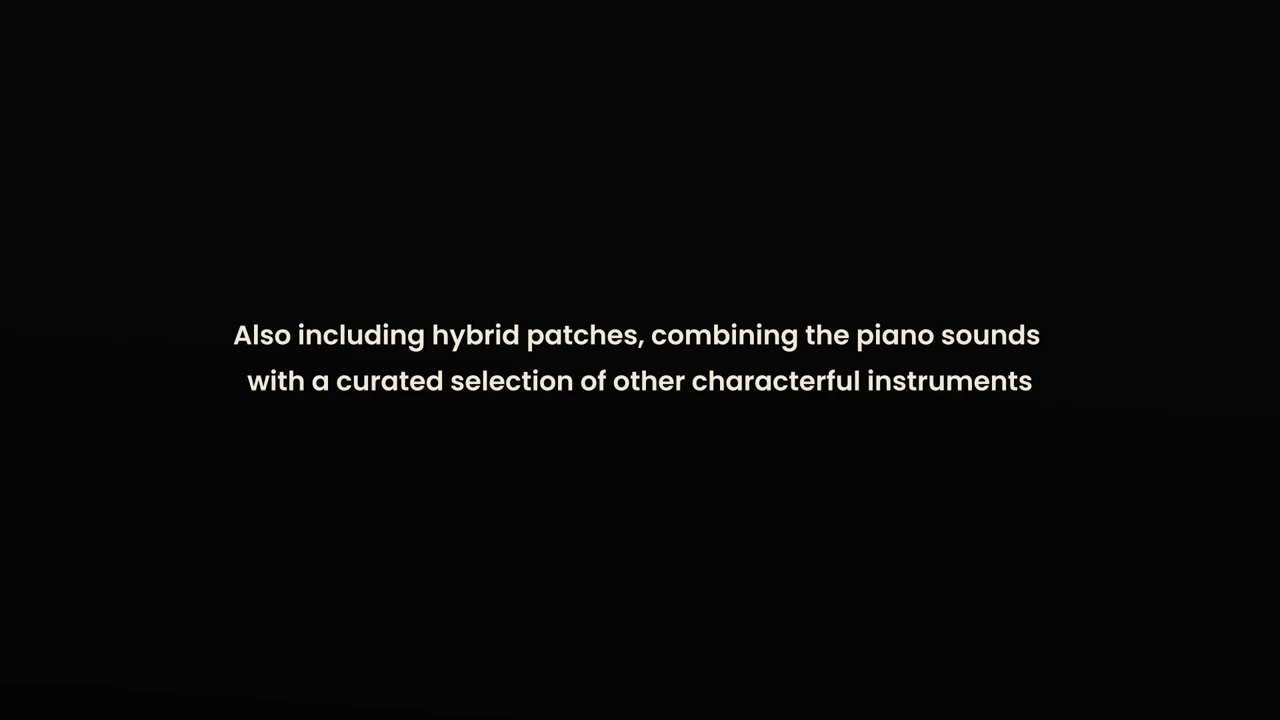 Also including hybrid patches, combining the piano sounds
with a curated selection of other characterful instruments